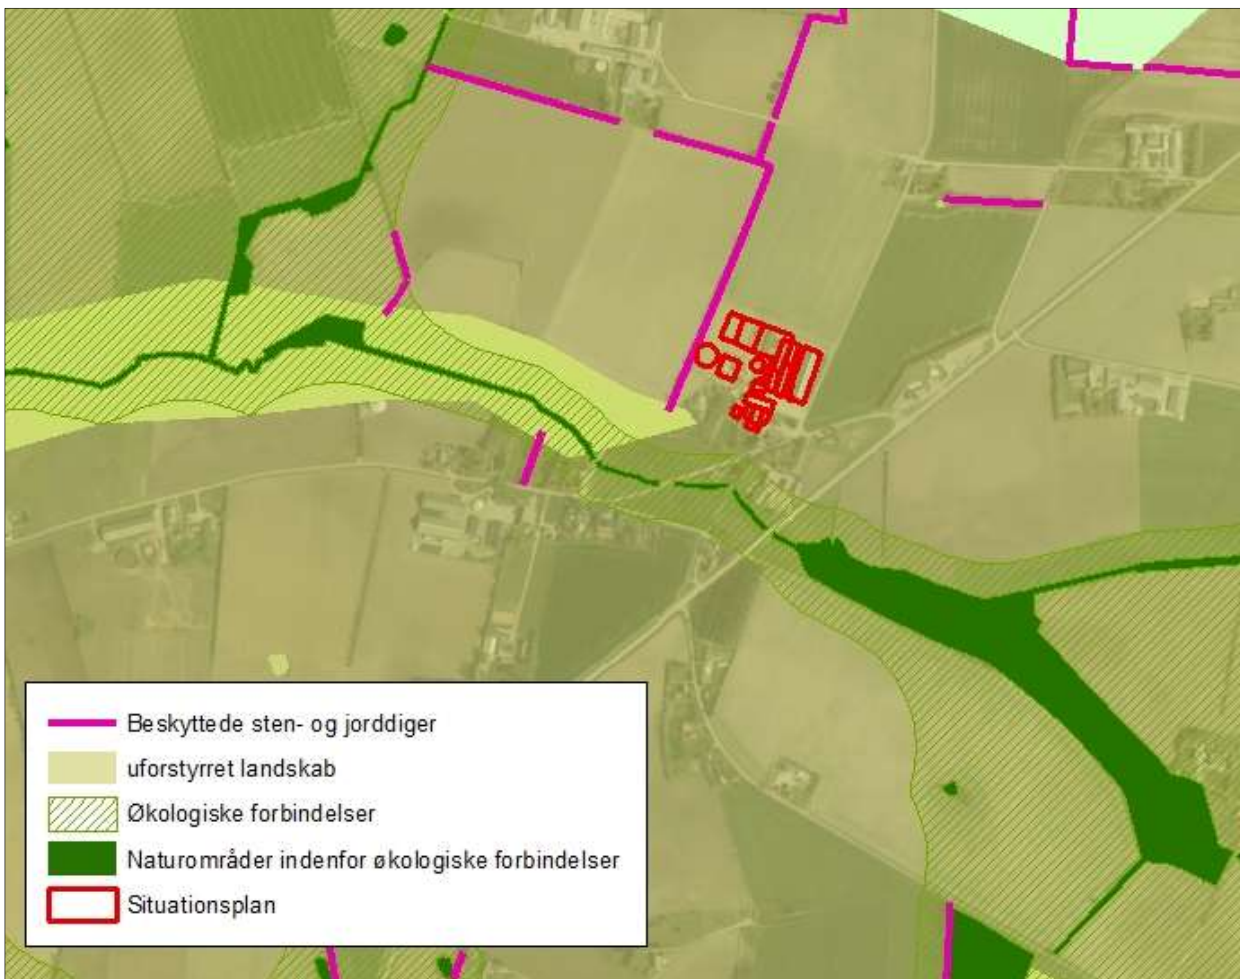 Beskyttede sten- og jorddiger
uforstyrret landskab
Økologiske forbindelser
Naturområder indenfor økologiske forbindelser
Situationsplan